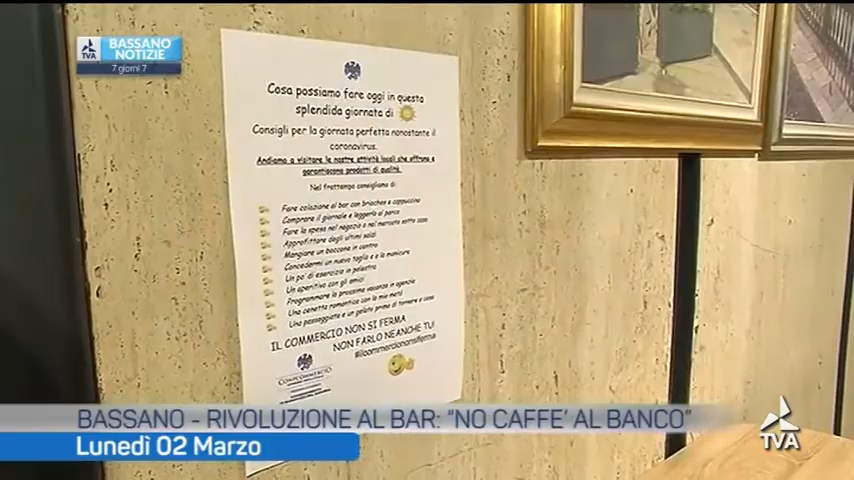 TVA
BASSANO
NOTIZIE
7 giorni 7
Cosa possiamo fare oggi in questa
splendida giornata di
Consigli per la giornata perfetta nonostante il
coronavirus.
Andiamo a visitare le nostre attività locali che offrono e
garantiscono prodotti di qualità.
Nel frattempo consigliamo di:
Fare colazione al bar con brioches e cappuccino
Comprare il giornale e leggerlo al parco
Fare la spesa nel negozio o nel mercato sotto casa
Approfittare degli ultimi saldi
Mangiare un boccone in centro
Concedermi un nuovo taglio e a la manicure
Un po' di esercizio in palestra
Un aperitivo con gli amici
Programmare la prossima vacanza in agenzia
Una cenetta romantica con la mia metà
Una passeggiata e un gelato prima di tornare a casa
IL COMMERCIO NON SI FERMA
NON FARLO NEANCHE TU!
#ilcommercinonsiferma
CONFCOMMERCIO
BASSANO - RIVOLUZIONE AL BAR: "NO CAFFE' AL BANCO"
Lunedì 02 Marzo
TVA